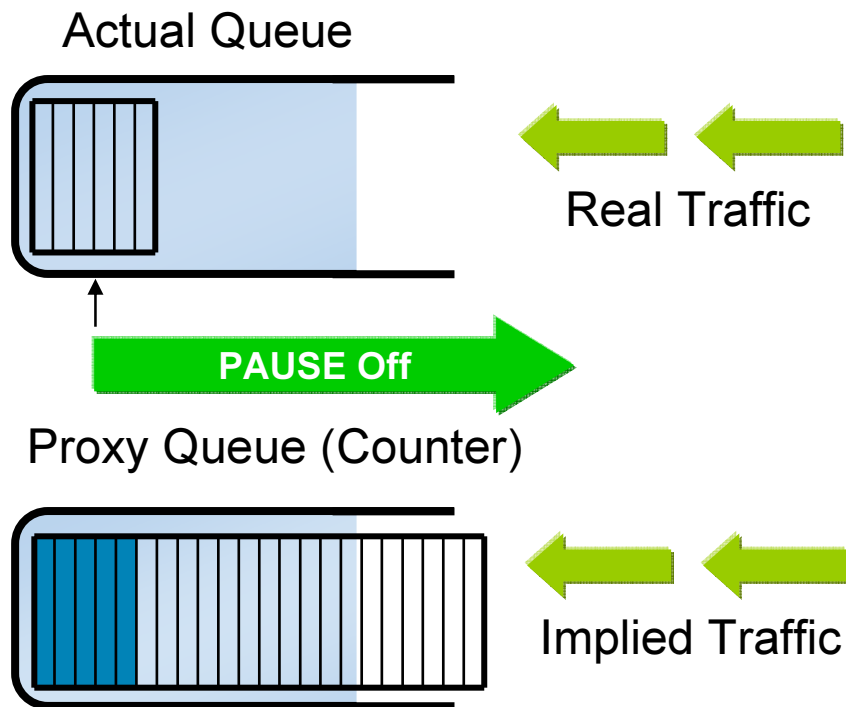 Actual Queue
Real Traffic
PAUSE Off
Proxy Queue (Counter)
Implied Traffic